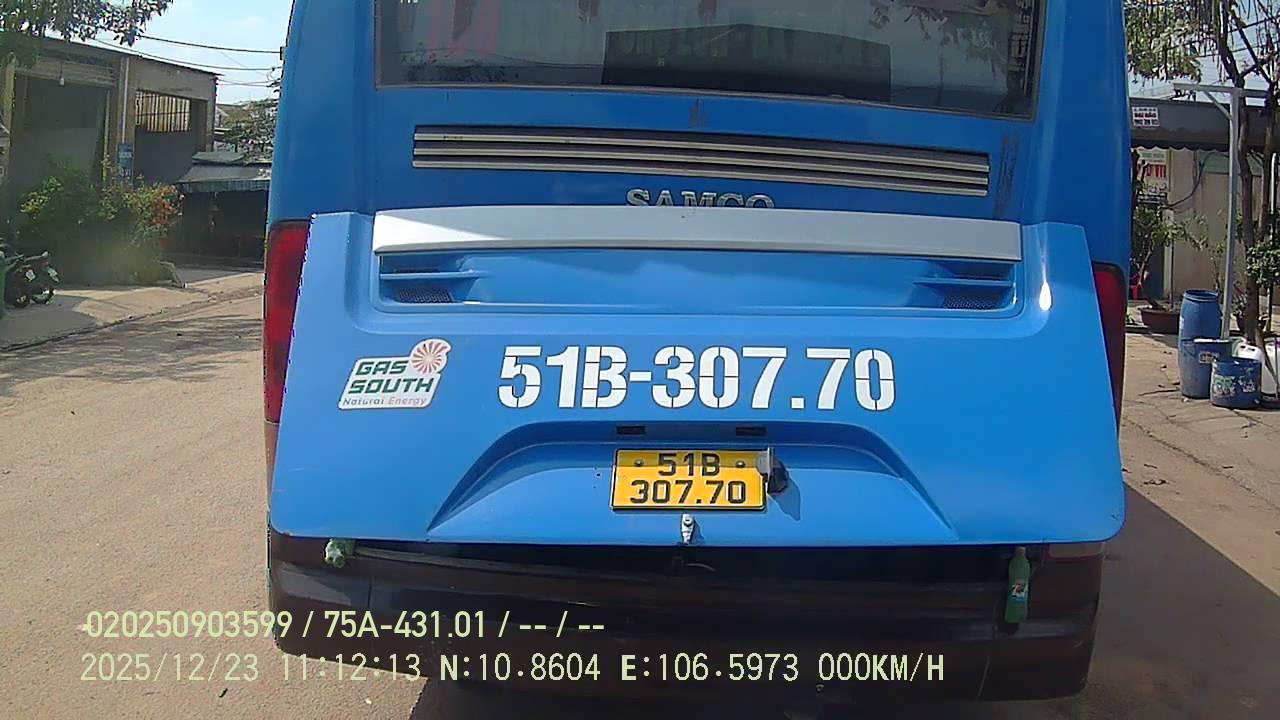 SAMCO
GAS
SOUTH
Natural Energy
51B-307.70
51B
307.70
-020250903599 / 75A-431.01 / -- / --
2025/12/23 11:12:13 N:10.8604 E:106.5973 000KM/H